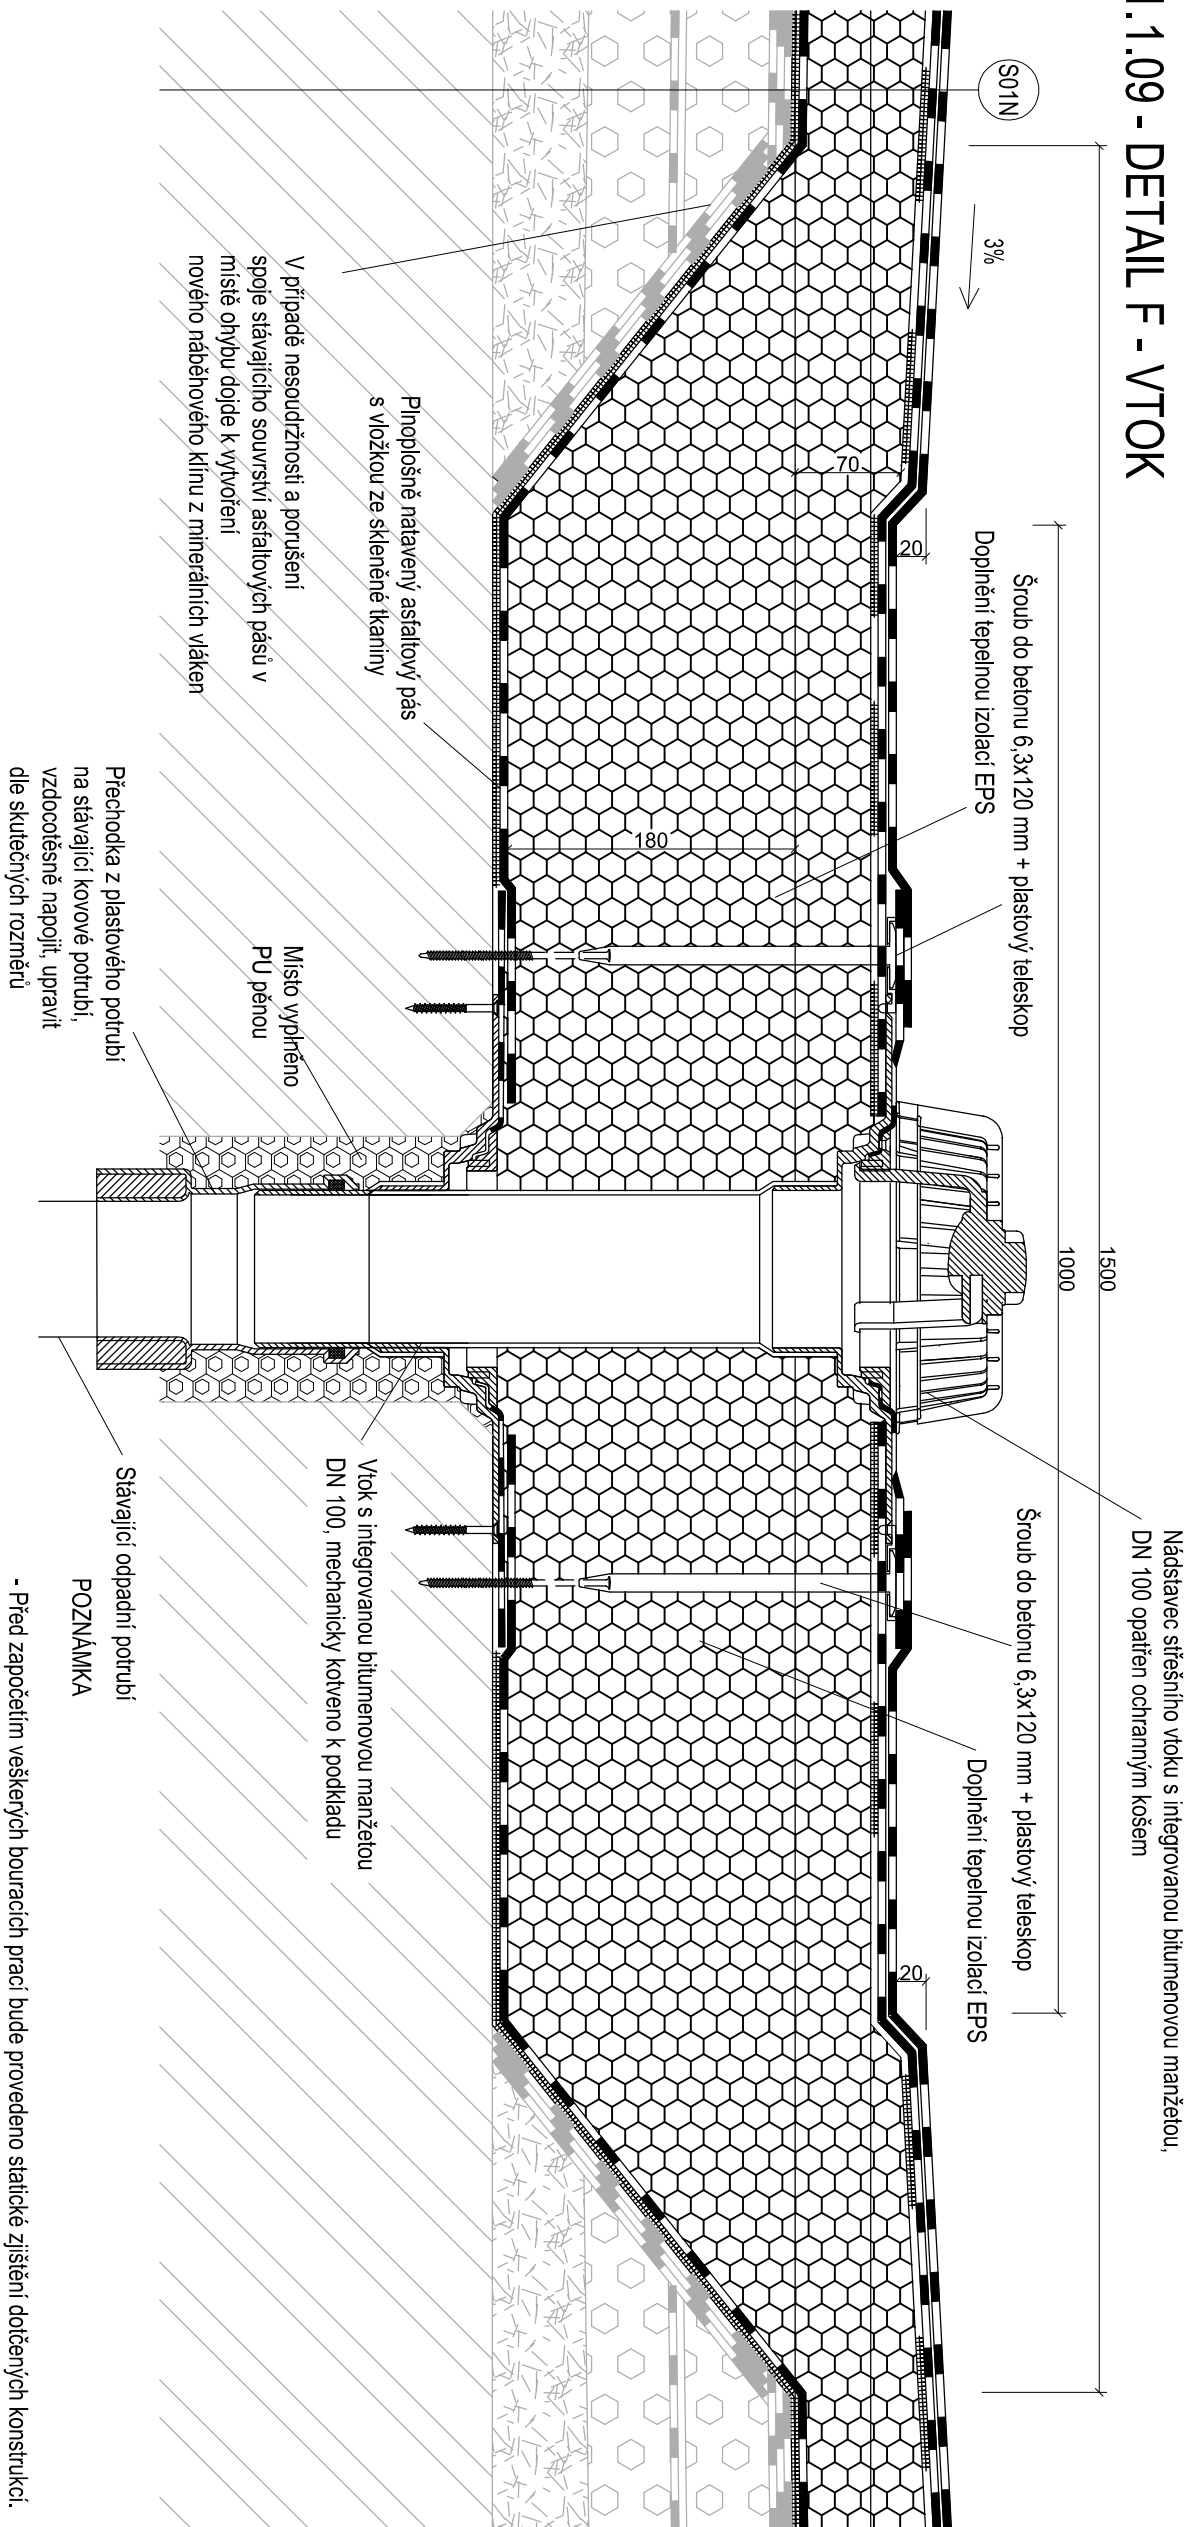 1.1.09 - DETAIL F - VTOK
S01N
3%
1500
1000
Nádstavec střešního vtoku s integrovanou bitumenovou manžetou,
DN 100 opatřen ochranným košem
Šroub do betonu 6,3x120 mm + plastový teleskop
Doplnění tepelnou izolací EPS
Šroub do betonu 6,3x120 mm + plastový teleskop
Doplnění tepelnou izolací EPS
70
20
20
180
Plnoplošně natavený asfaltový pás
s vložkou ze skleněné tkaniny
V případě nesoudržnosti a porušení
spoje stávajícího souvrství asfaltových pásů v
místě ohybu dojde k vytvoření
nového náběhového klínu z minerálních vláken
Místo vyplněno
PU pěnou
Vtok s integrovanou bitumenovou manžetou
DN 100, mechanicky kotveno k podkladu
Přechodka z plastového potrubí
na stávající kovové potrubí,
vzdocotěsně napojit, upravit
dle skutečných rozměrů
Stávající odpadní potrubí
POZNÁMKA
- Před započetím veškerých bouracích prací bude provedeno statické zjištění dotčených konstrukcí.